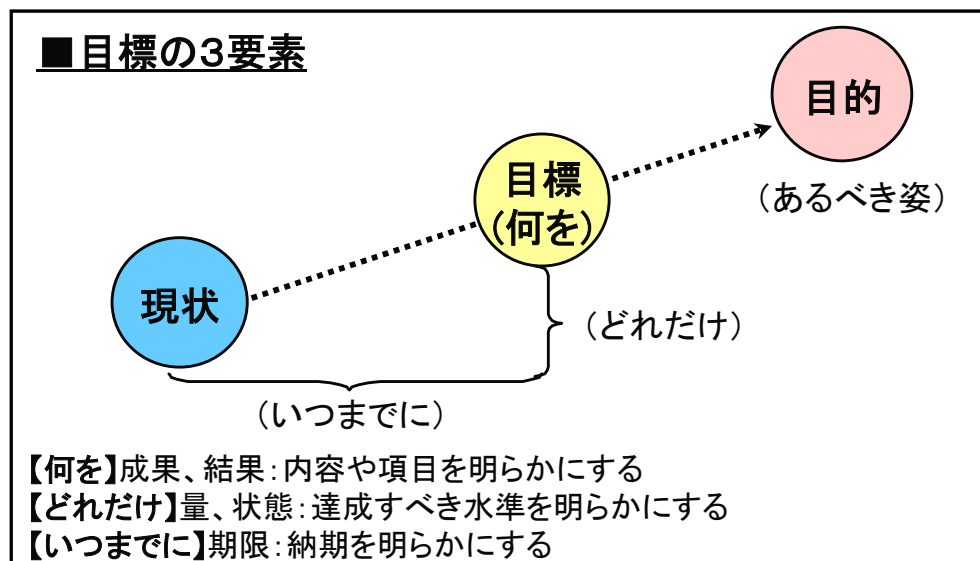 ■目標の3要素
目的
(あるべき姿)
目標
(何を)
現状
(どれだけ)
(いつまでに)
【何を】成果、結果:内容や項目を明らかにする
【どれだけ】量、状態:達成すべき水準を明らかにする
【いつまでに】期限:納期を明らかにする